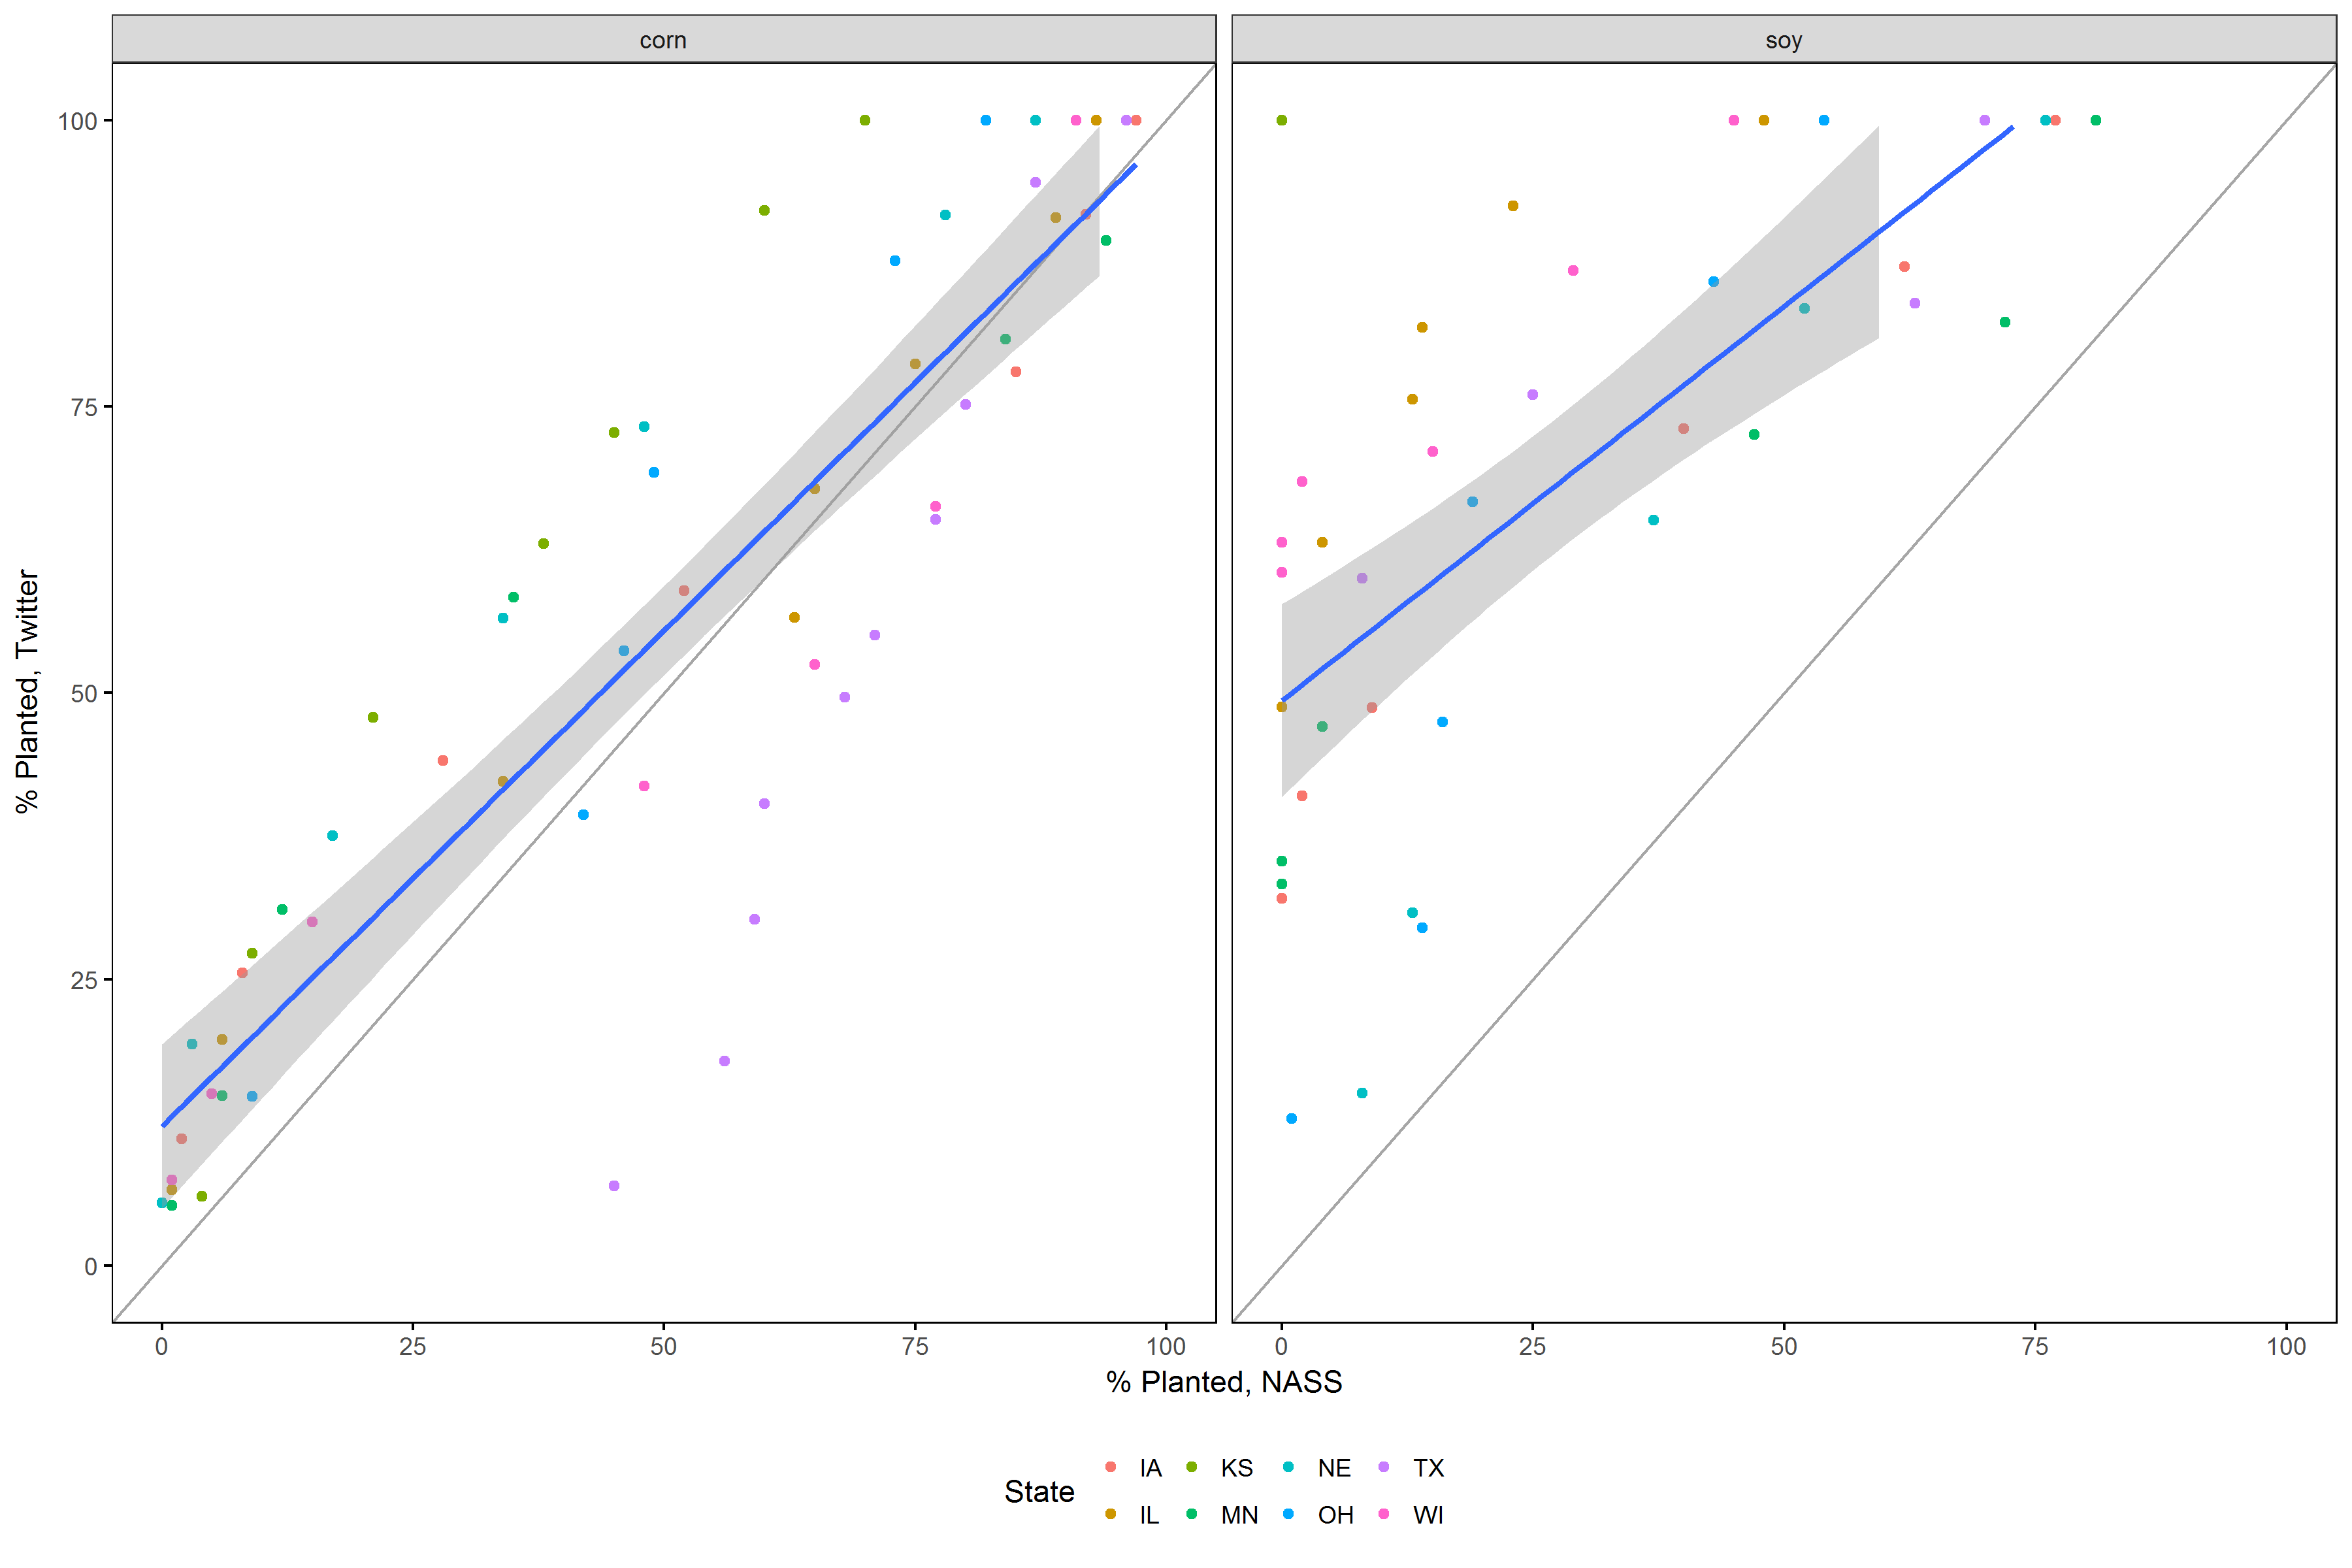 corn
soy
100
75
50
25
0
% Planted, Twitter
0 25 50 75 100
0 25 50 75 100
% Planted, NASS
State
IA KS NE TX
IL MN OH WI